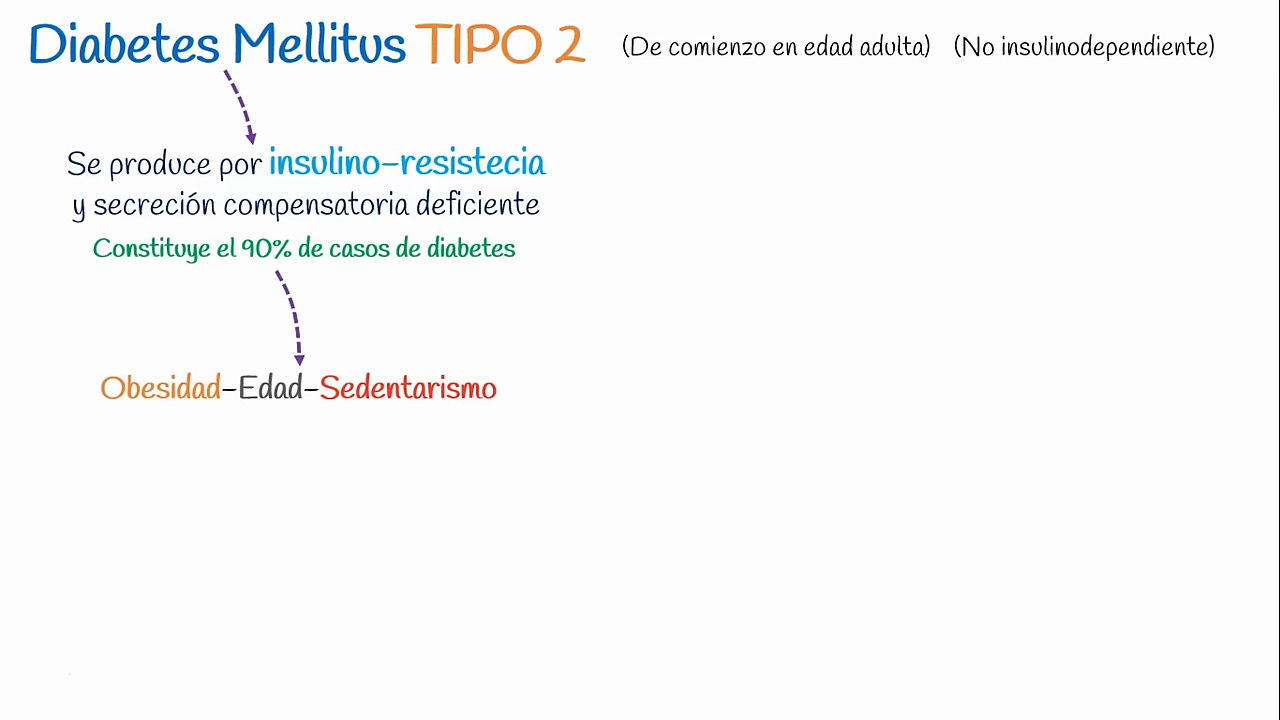 Diabetes Mellitus TIPO 2 (De comienzo en edad adulta) (No insulinodependiente)
Se produce por insulino-resistecia
y secreción compensatoria deficiente
Constituye el 90% de casos de diabetes
Obesidad-Edad-Sedentarismo